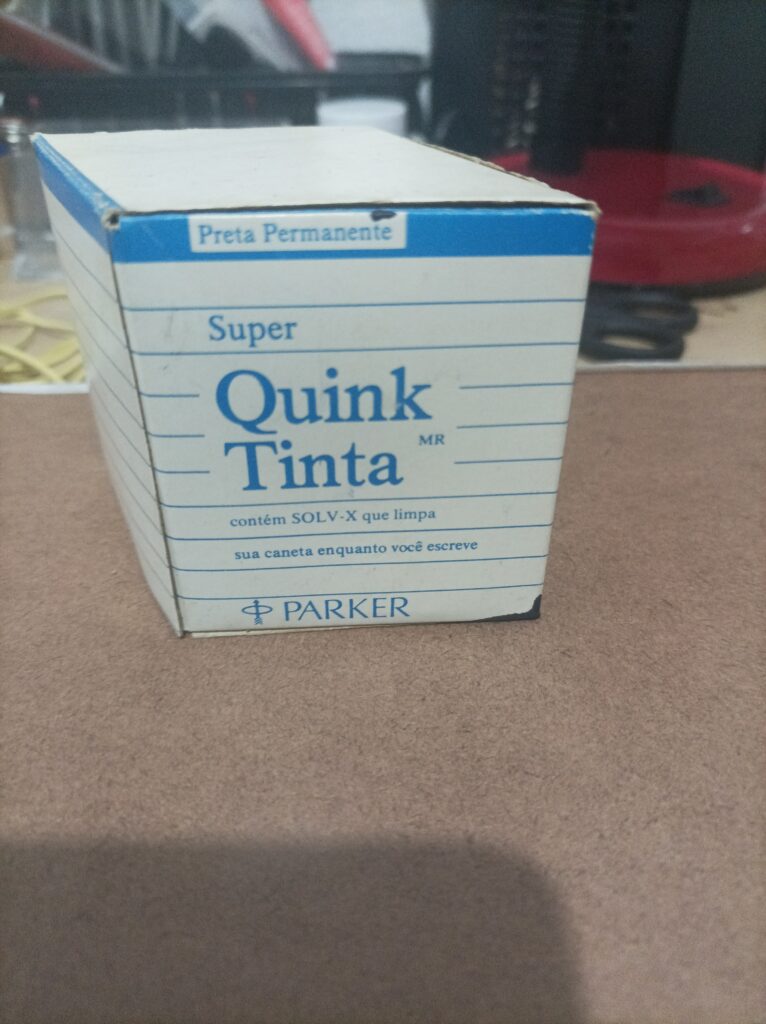 Preta Permanente
Super
Quink
Tinta MR
contém SOLV-X que limpa
sua caneta enquanto você escreve
PARKER